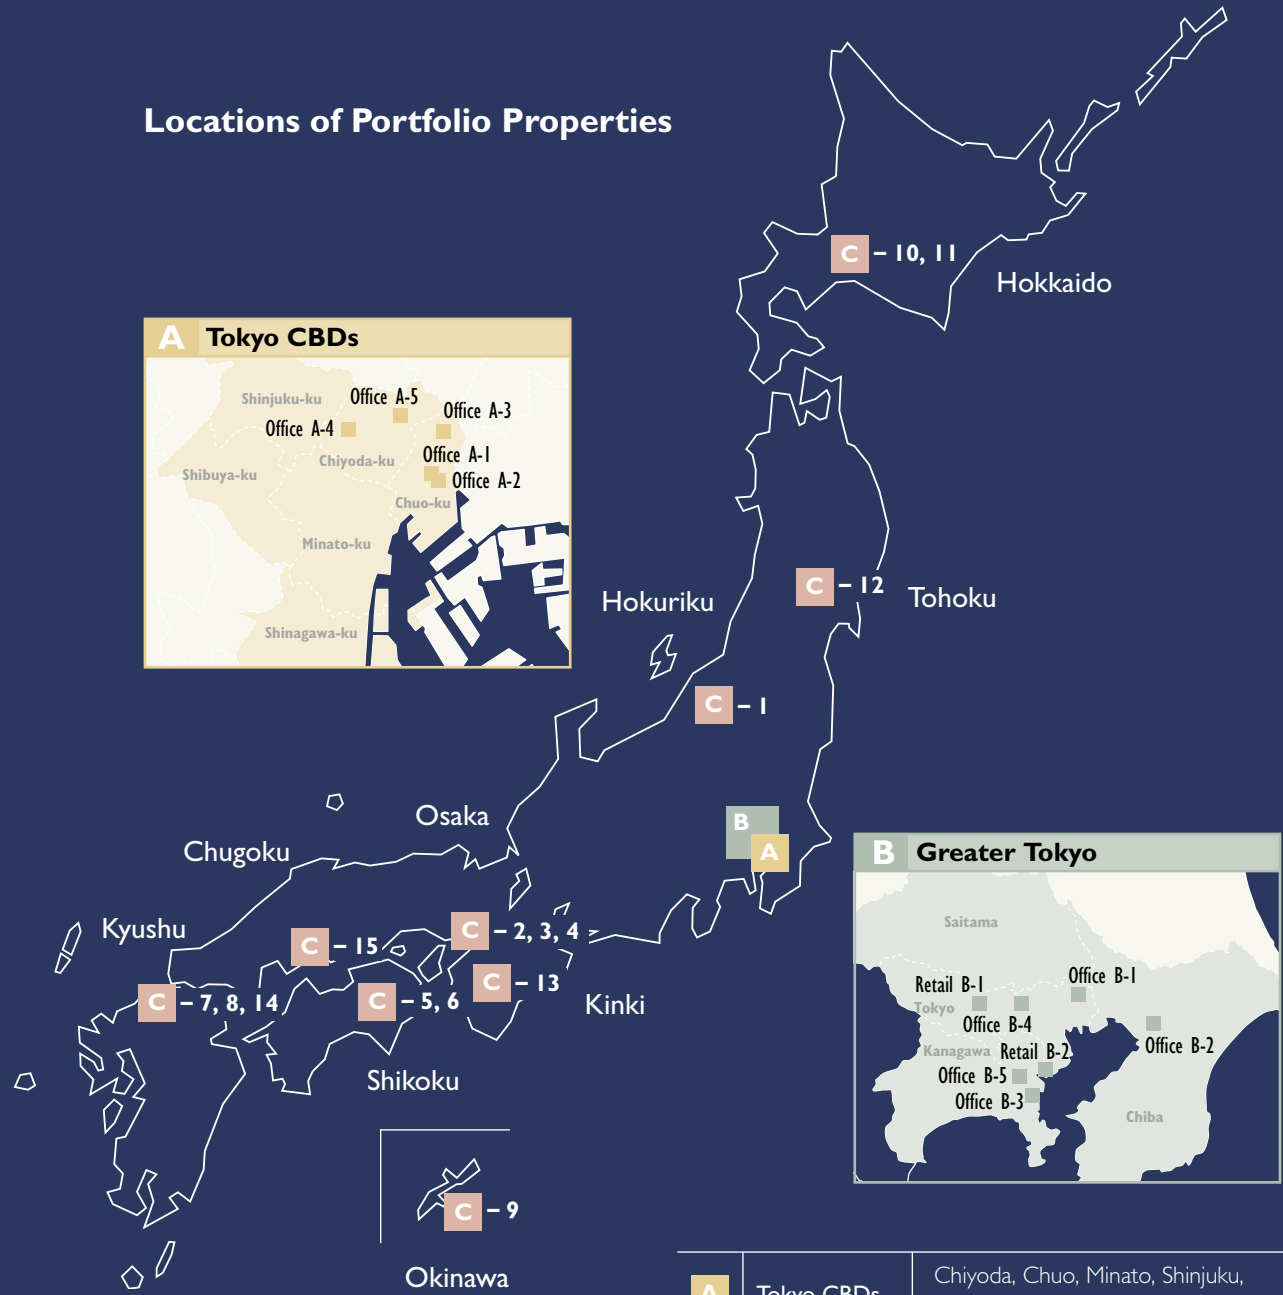 Locations of Portfolio Properties
C – 10, 11
Hokkaido
A Tokyo CBDs
Shinjuku-ku
Office A-5
Office A-3
Office A-4
Office A-1
Chiyoda-ku
Shibuya-ku
Office A-2
Chuo-ku
Minato-ku
Shinagawa-ku
C – 12
Tohoku
Hokuriku
C – 1
Osaka
B
A
Chugoku
B Greater Tokyo
Saitama
Retail B-1
Office B-1
Tokyo
Office B-4
Office B-2
Kanagawa
Retail B-2
Office B-5
Office B-3
Chiba
Kyushu
C – 2, 3, 4
C – 15
C – 13
C – 7, 8, 14
C – 5, 6
Kinki
Shikoku
C – 9
Okinawa
A
Tokyo CBDs
Chiyoda, Chuo, Minato, Shinjuku,